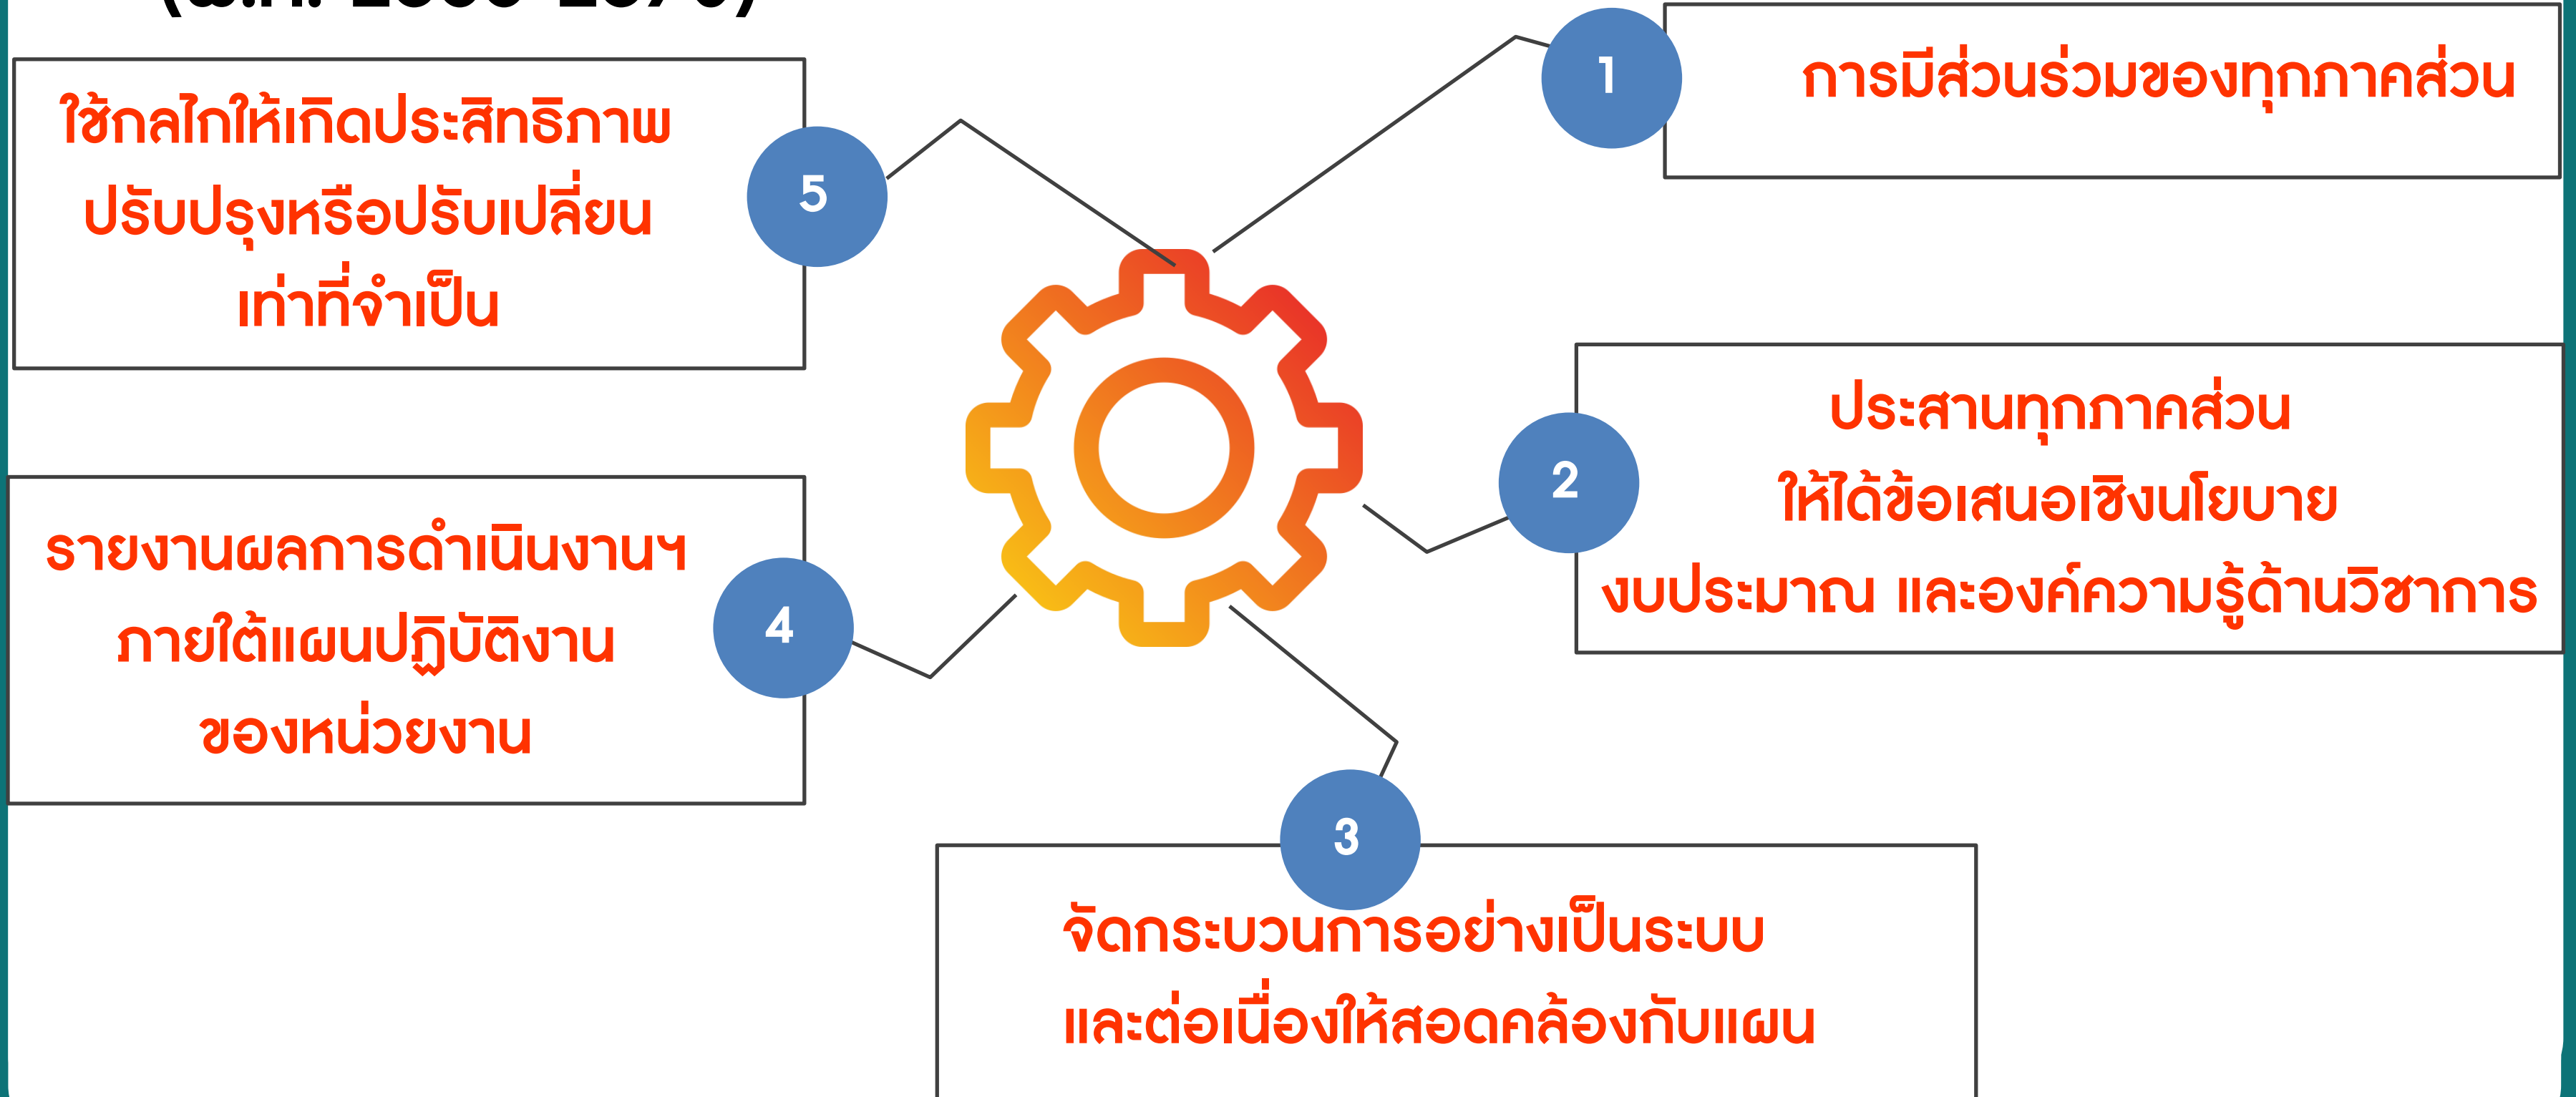 1
การมีส่วนร่วมของทุกภาคส่วน
2
ประสานทุกภาคส่วน
ให้ได้ข้อเสนอเชิงนโยบาย
งบประมาณ และองค์ความรู้ด้านวิชาการ
3
จัดกระบวนการอย่างเป็นระบบ
และต่อเนื่องให้สอดคล้องกับแผน
4
รายงานผลการดำเนินงานฯ
ภายใต้แผนปฏิบัติงาน
ของหน่วยงาน
5
ใช้กลไกให้เกิดประสิทธิภาพ
ปรับปรุงหรือปรับเปลี่ยน
เท่าที่จำเป็น